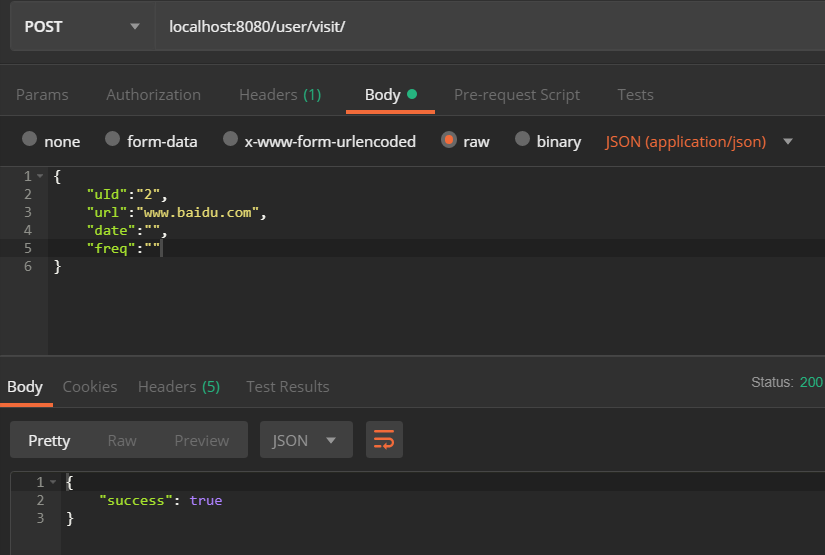 POST localhost:8080/user/visit/
Params Authorization Headers (1) Body Pre-request Script Tests
none form-data x-www-form-urlencoded raw binary JSON (application/json)
1 {
2 "uId":"2",
3 "url":"www.baidu.com",
4 "date":"",
5 "freq":""
6 }
Body Cookies Headers (5) Test Results Status: 200
Pretty Raw Preview JSON
1 {
2 "success": true
3 }